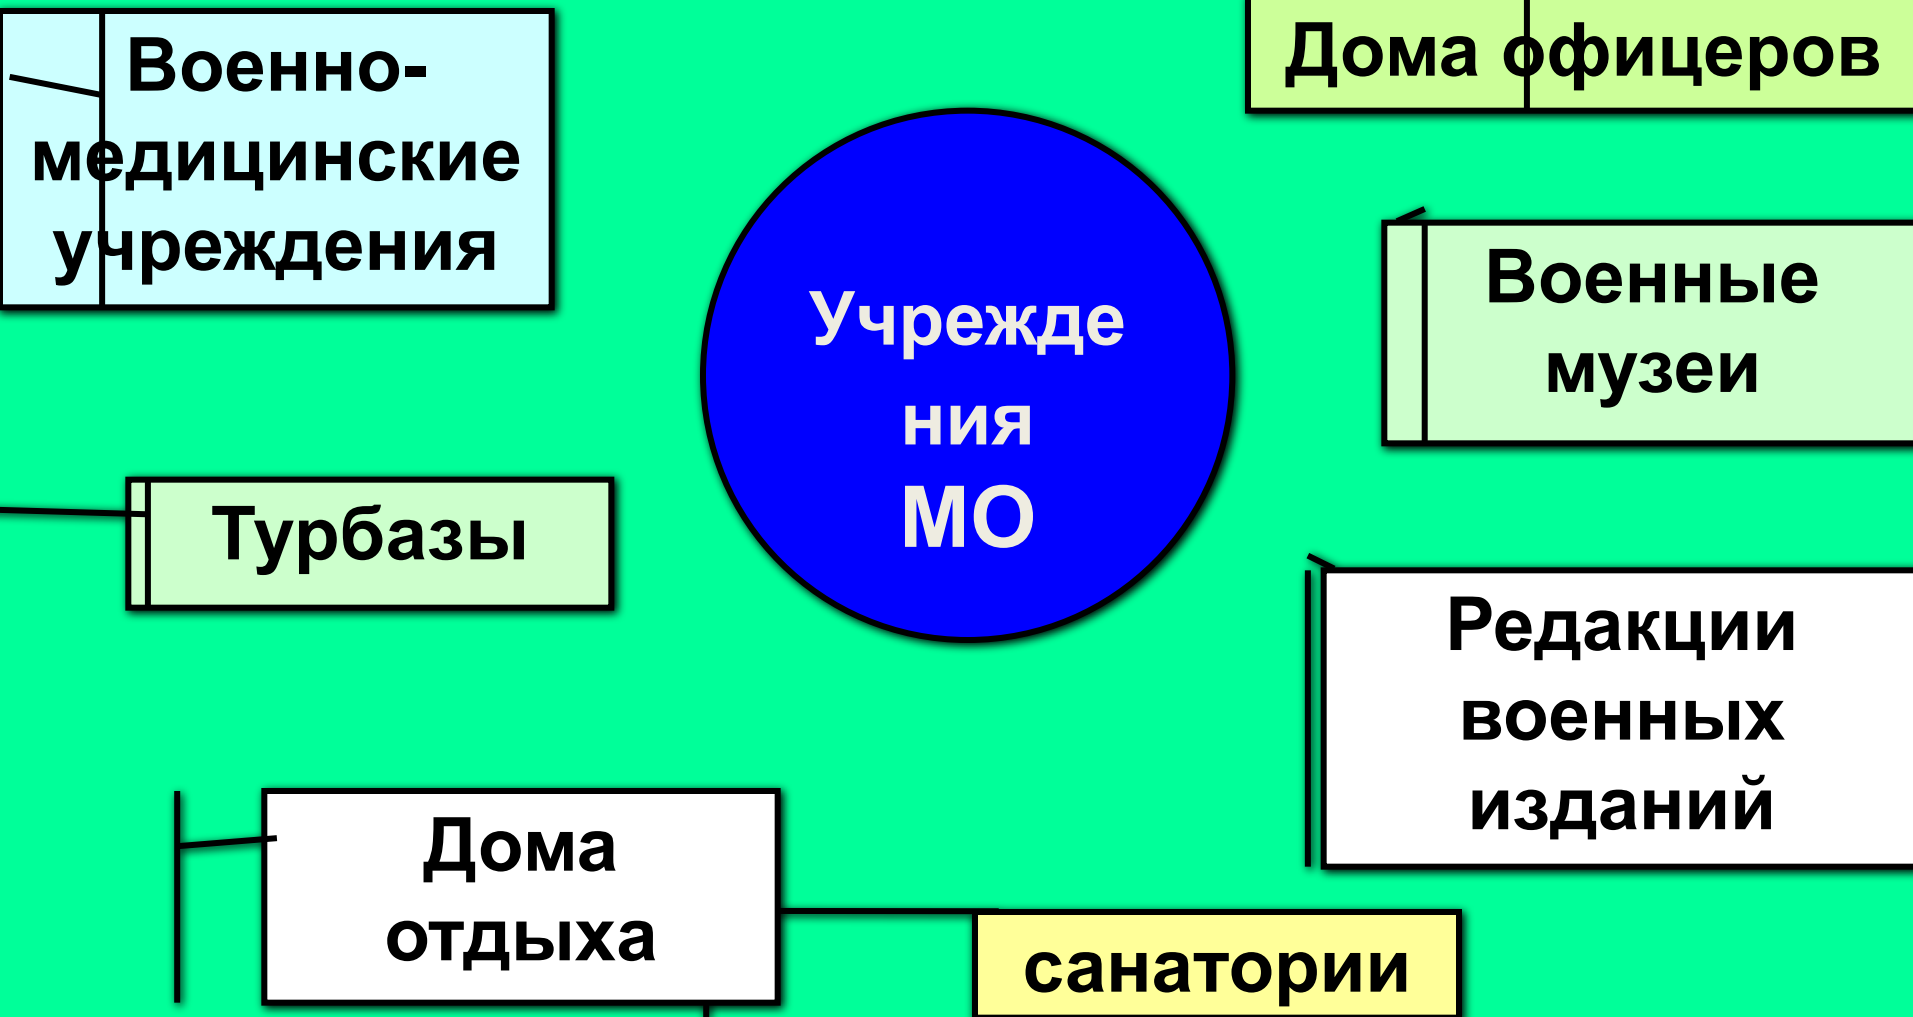 Военно-
медицинские
учреждения
Дома офицеров
Учрежде
ния
МО
Военные
музеи
Турбазы
Редакции
военных
изданий
Дома
отдыха
санатории